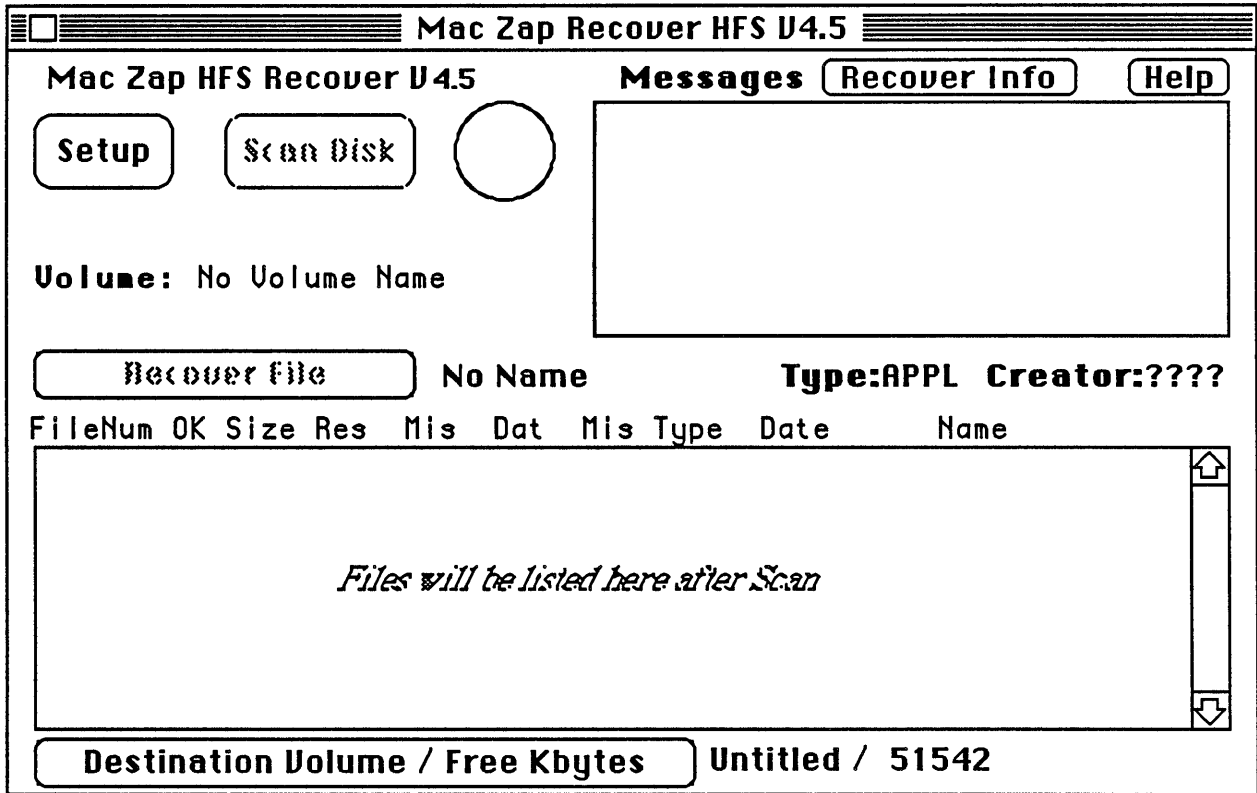 Mac Zap Recover HFS V4.5
Mac Zap HFS Recover V4.5
Messages Recover Info Help
Setup Scan Disk
Volume: No Volume Name
Recover File No Name Type:APPL Creator:????
FileNum OK Size Res Mis Dat Mis Type Date Name
Files will be listed here after Scan
Destination Volume / Free Kbytes Untitled / 51542